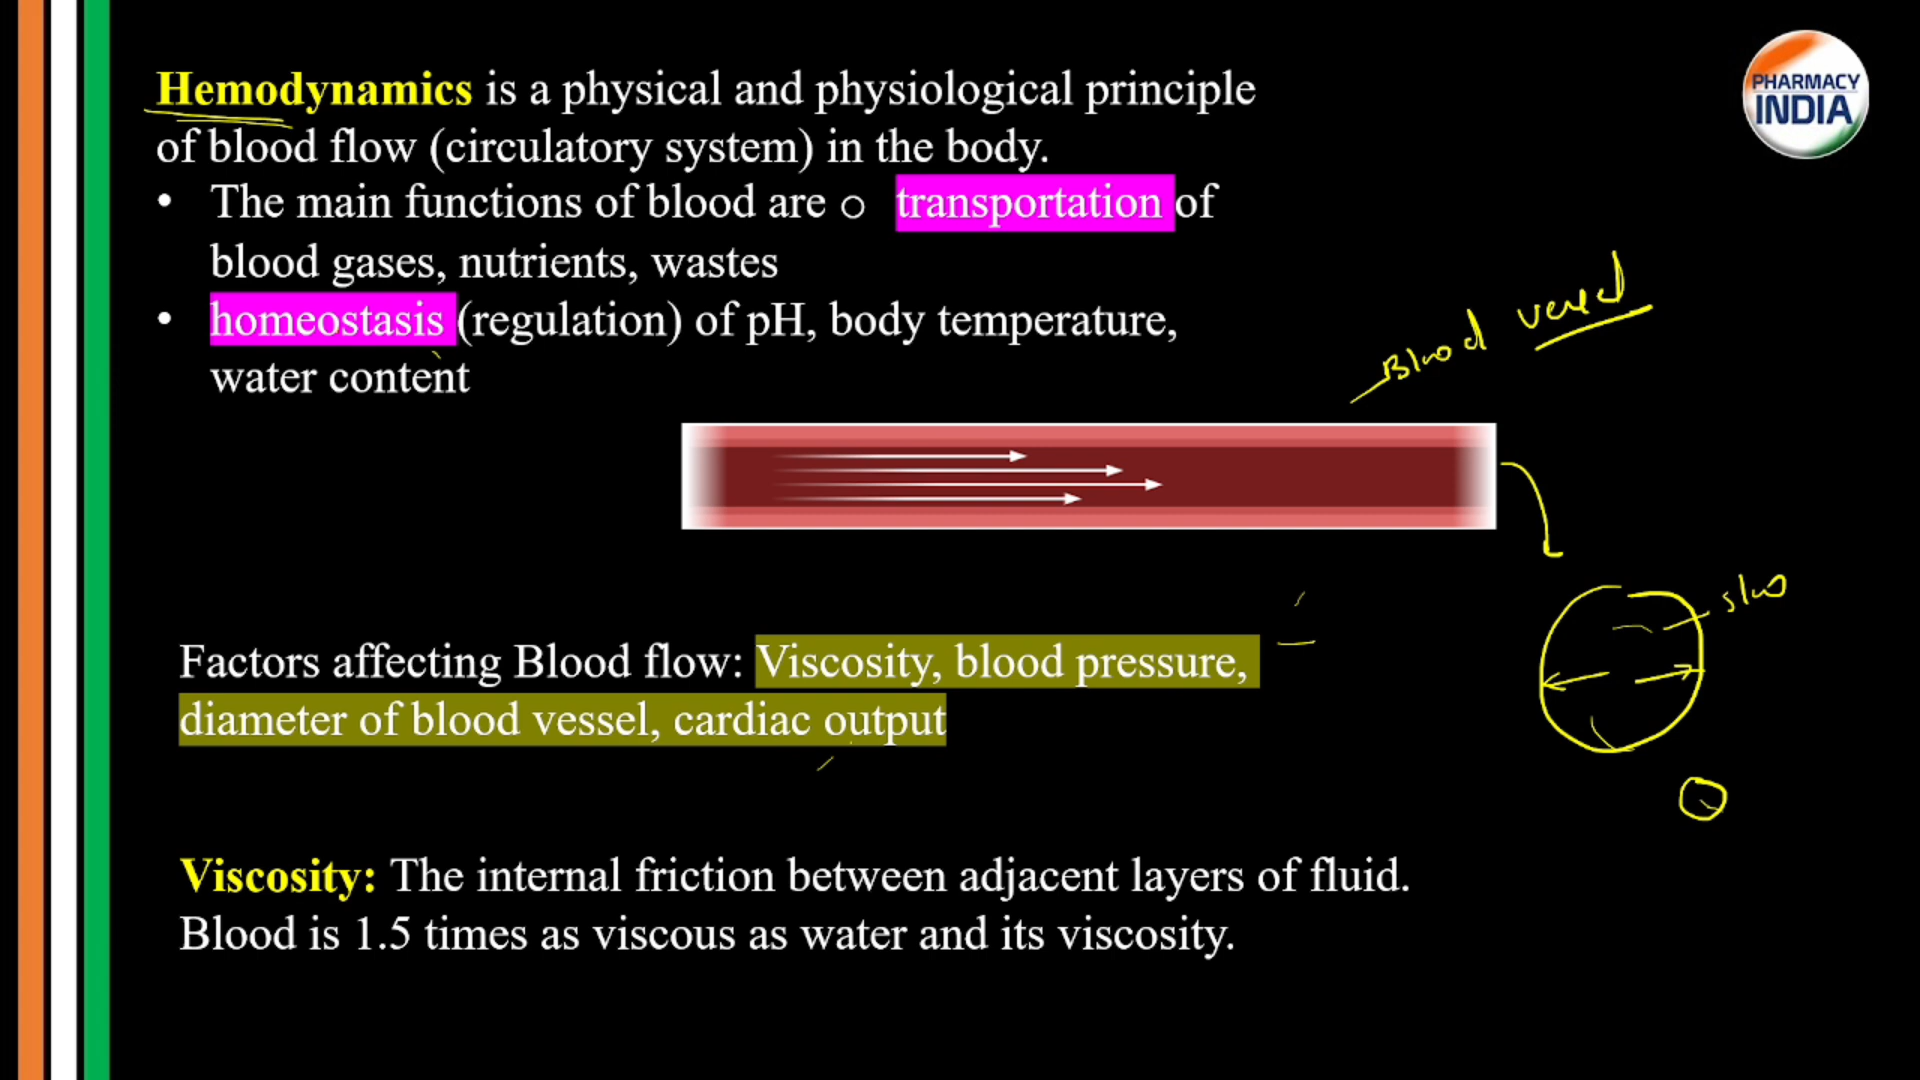 Hemodynamics is a physical and physiological principle
of blood flow (circulatory system) in the body.
• The main functions of blood are o transportation of
blood gases, nutrients, wastes
• homeostasis (regulation) of pH, body temperature,
water content
PHARMACY
INDIA
Blood vessel
slow
Factors affecting Blood flow: Viscosity, blood pressure,
diameter of blood vessel, cardiac output
Viscosity: The internal friction between adjacent layers of fluid.
Blood is 1.5 times as viscous as water and its viscosity.